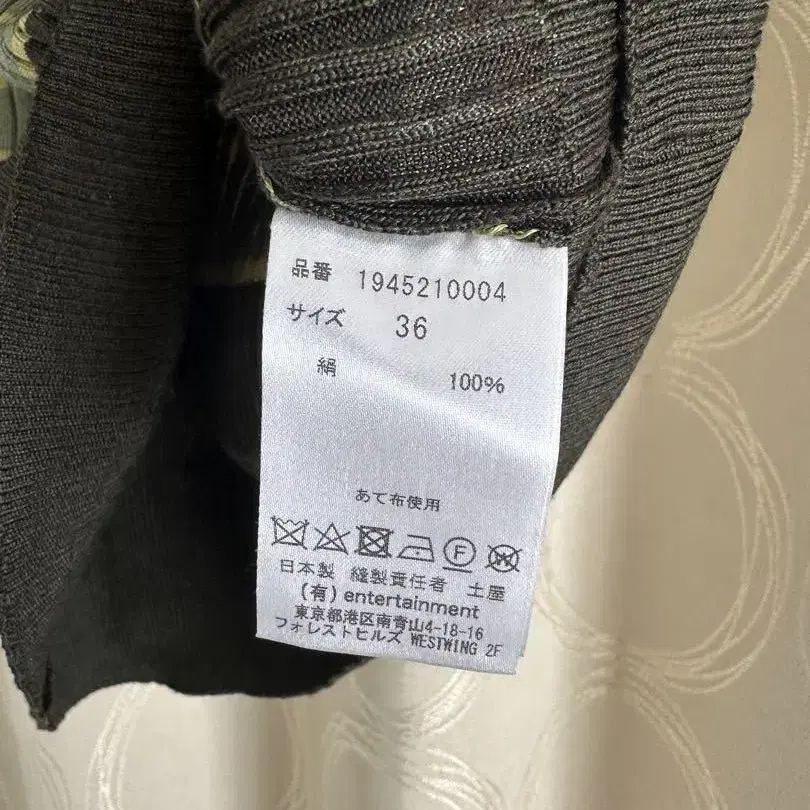 品番 1945210004
サイズ 36
絹 100%
あて布使用
F W
日本製 縫製責任者 土屋
(有) entertainment
東京都港区南青山4-18-16
フォレストヒルズ WESTWING 2F